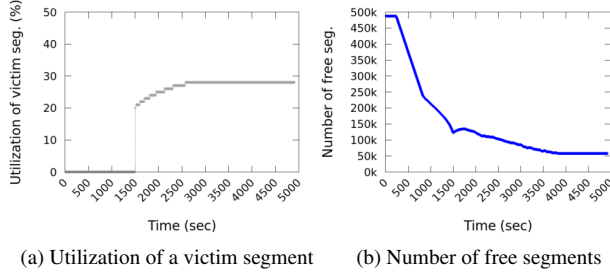 Utilization of victim seg. (%)
50
40
30
20
10
0
0
500
1000
1500
2000
2500
3000
3500
4000
4500
5000
Time (sec)
(a) Utilization of a victim segment
Number of free seg.
500k
450k
400k
350k
300k
250k
200k
150k
100k
50k
0k
0
500
1000
1500
2000
2500
3000
3500
4000
4500
5000
Time (sec)
(b) Number of free segments